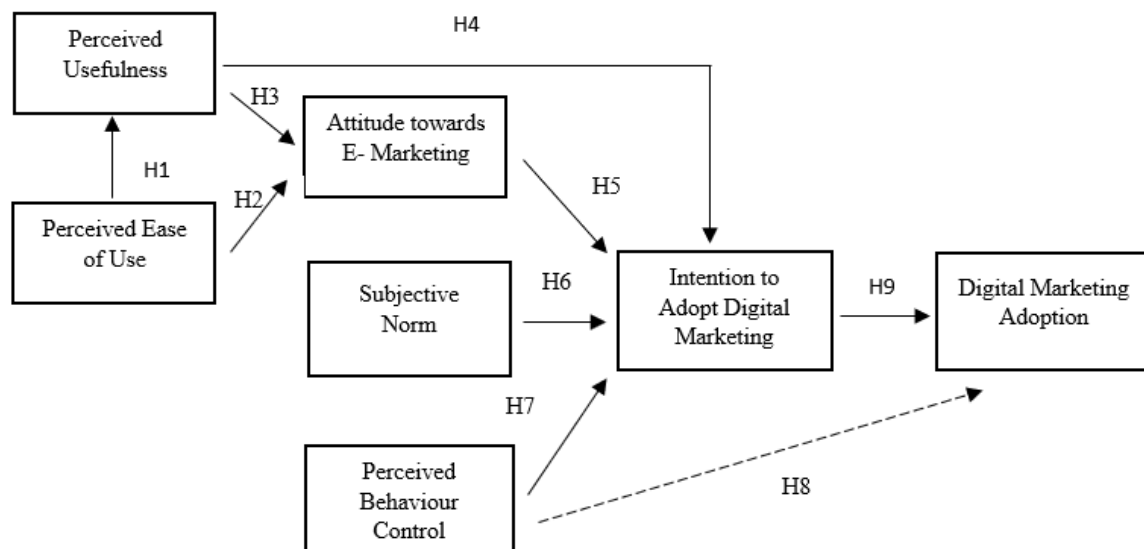 Perceived
Usefulness
H4
H3
Attitude towards
E- Marketing
H1
H2
H5
Perceived Ease
of Use
Subjective
Norm
H6
Intention to
Adopt Digital
Marketing
H9
Digital Marketing
Adoption
H7
Perceived
Behaviour
Control
H8